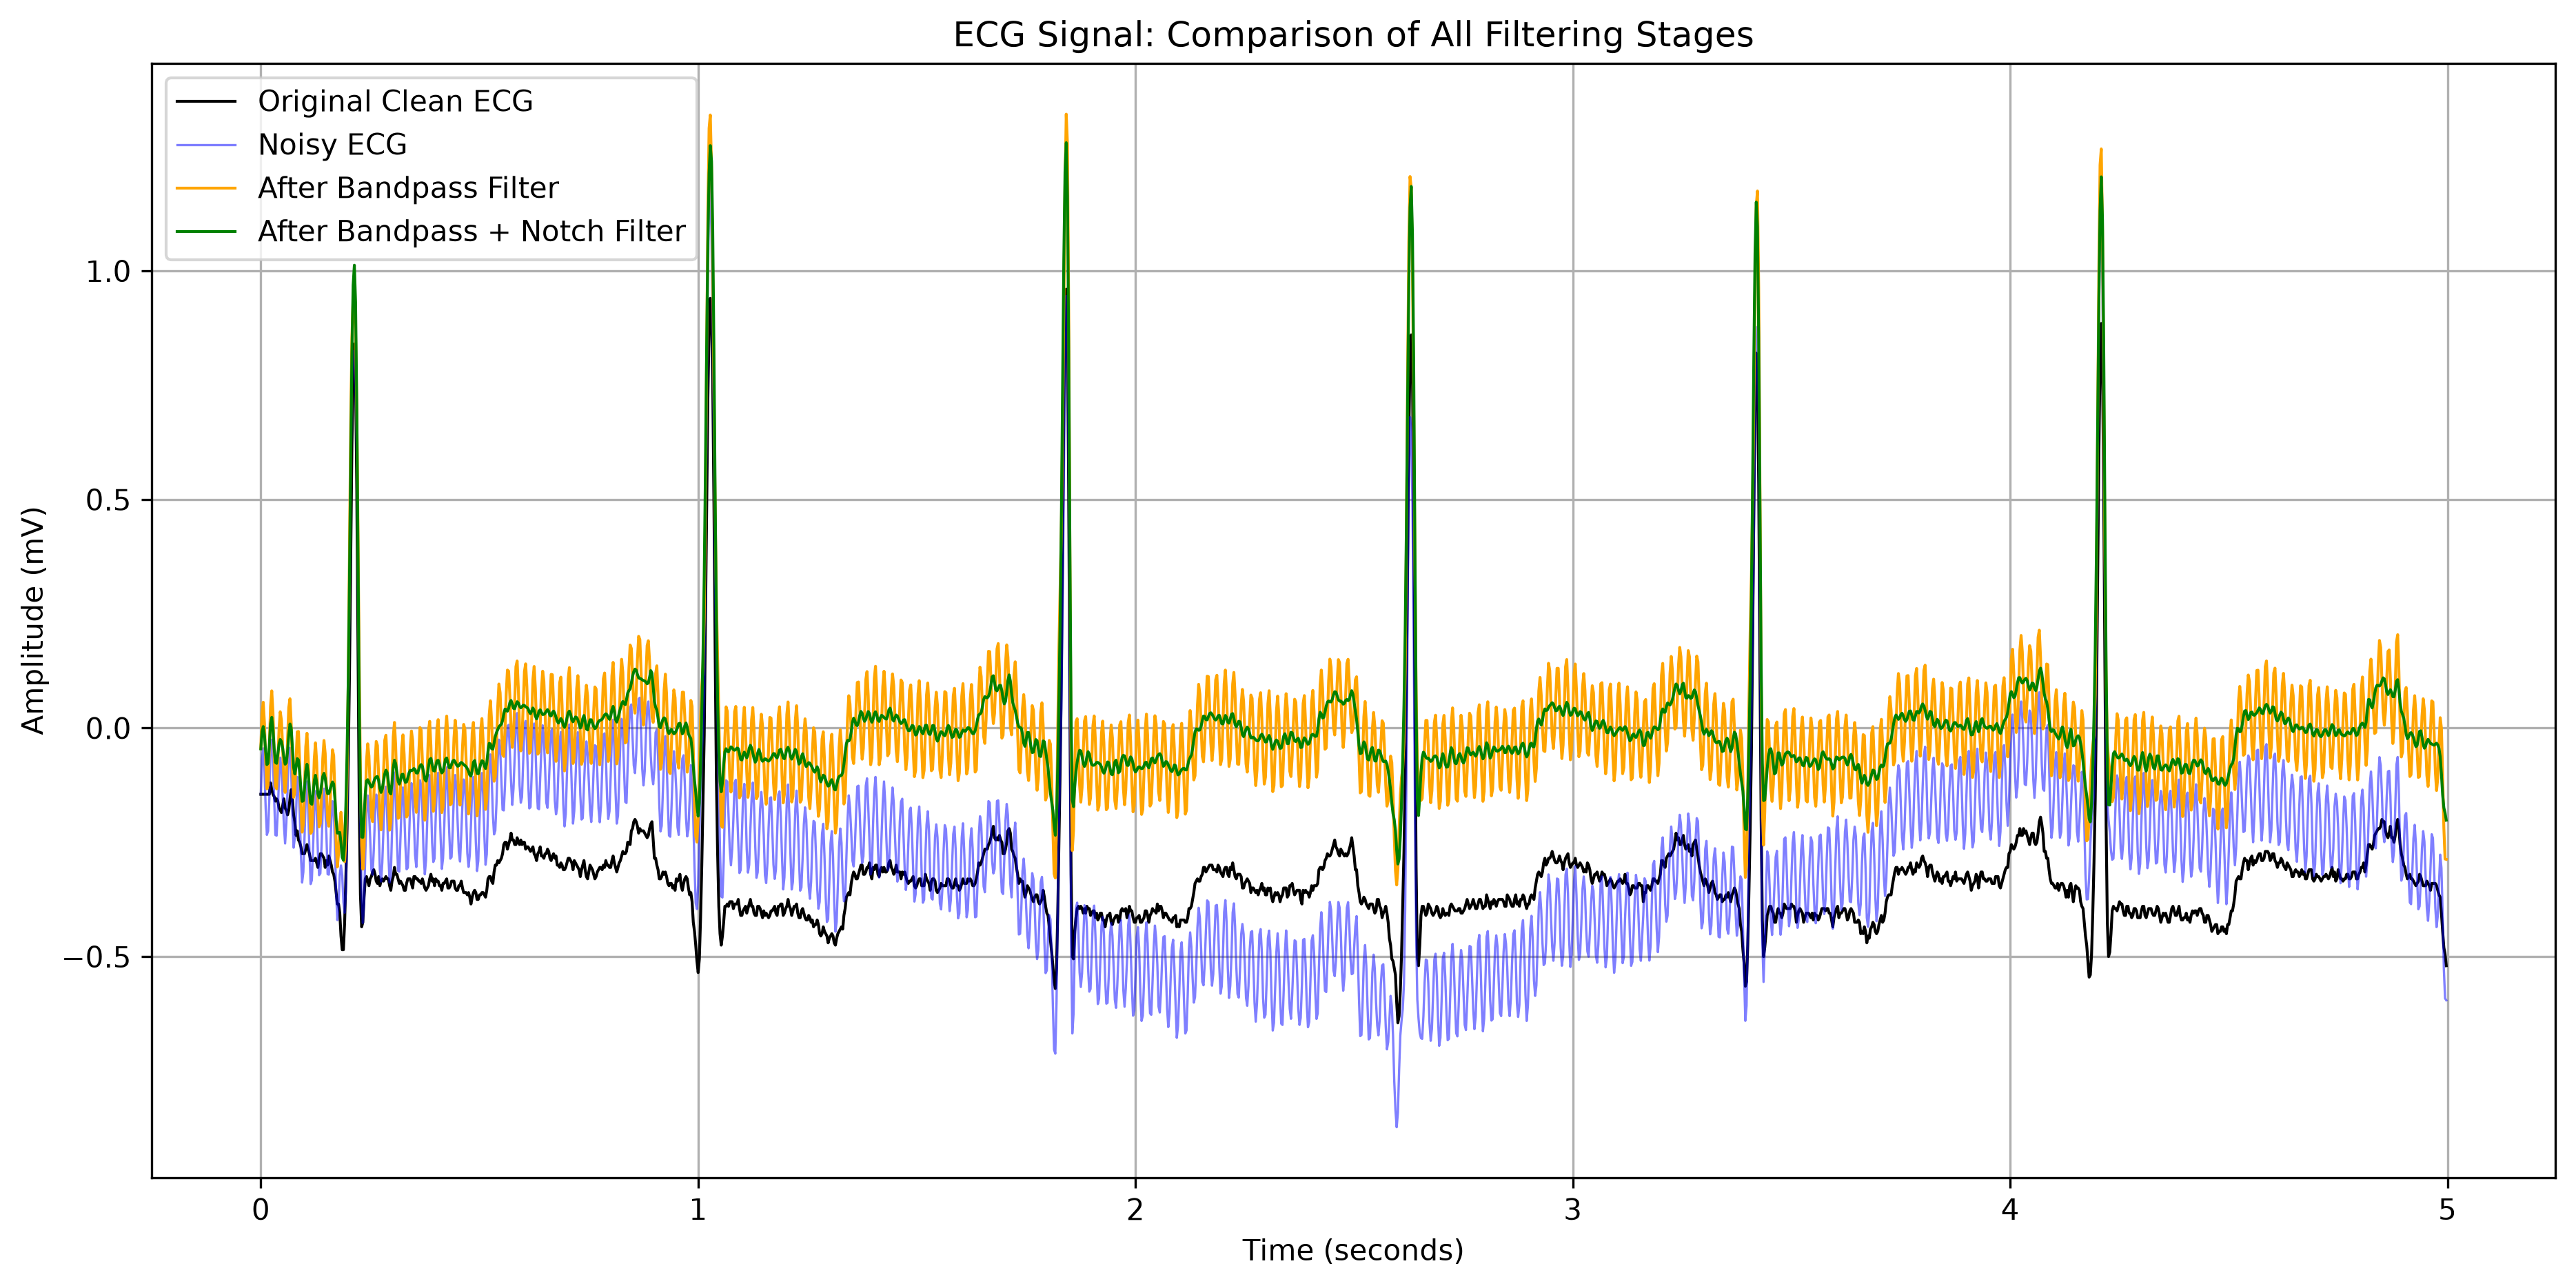 ECG Signal: Comparison of All Filtering Stages
Original Clean ECG
Noisy ECG
After Bandpass Filter
After Bandpass + Notch Filter
1.0
0.5
0.0
−0.5
Amplitude (mV)
0 1 2 3 4 5
Time (seconds)